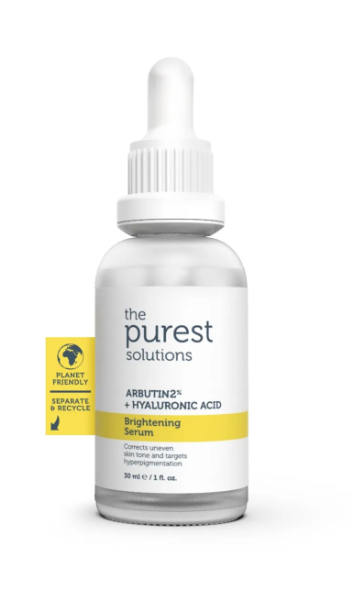 the
purest
solutions
ARBUTIN2%
+ HYALURONIC ACID
Brightening
Serum
Corrects uneven
skin tone and targets
hyperpigmentation
30 ml ℮ / 1 fl. oz.
PLANET
FRIENDLY
SEPARATE
& RECYCLE